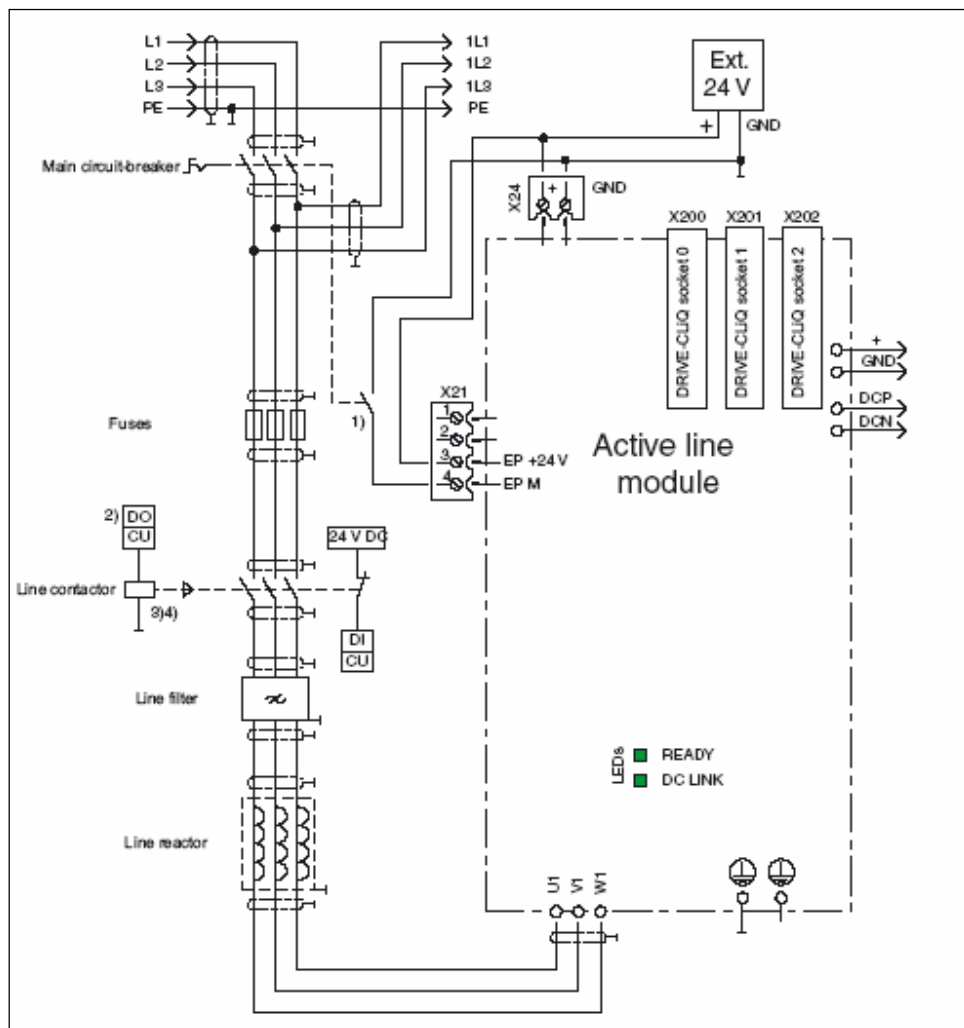 L1
L2
L3
PE
1L1
1L2
1L3
PE
Ext.
24 V
+
GND
Main circuit-breaker
X24
+
GND
X200
X201
X202
DRIVE-CLiQ socket 0
DRIVE-CLiQ socket 1
DRIVE-CLiQ socket 2
+
GND
DCP
DCN
Fuses
1)
X21
1
2
3
4
EP +24 V
EP M
Active line
module
2)
DO
CU
24 V DC
Line contactor
3)4)
DI
CU
Line filter
LEDs
READY
DC LINK
Line reactor
U1
V1
W1